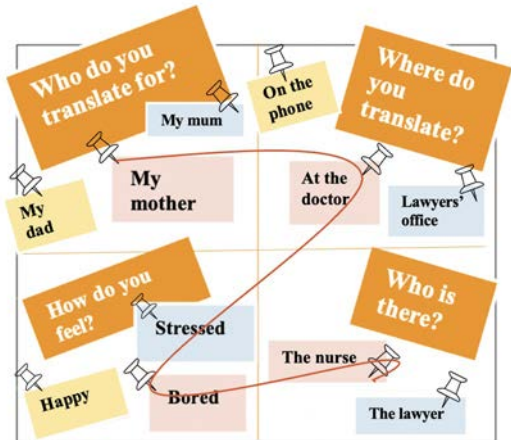 Who do you
translate for?
My mum
My
mother
My
dad
On the
phone
Where do
you
translate?
At the
doctor
Lawyers'
office
How do you
feel?
Stressed
Happy
Bored
Who is
there?
The nurse
The lawyer